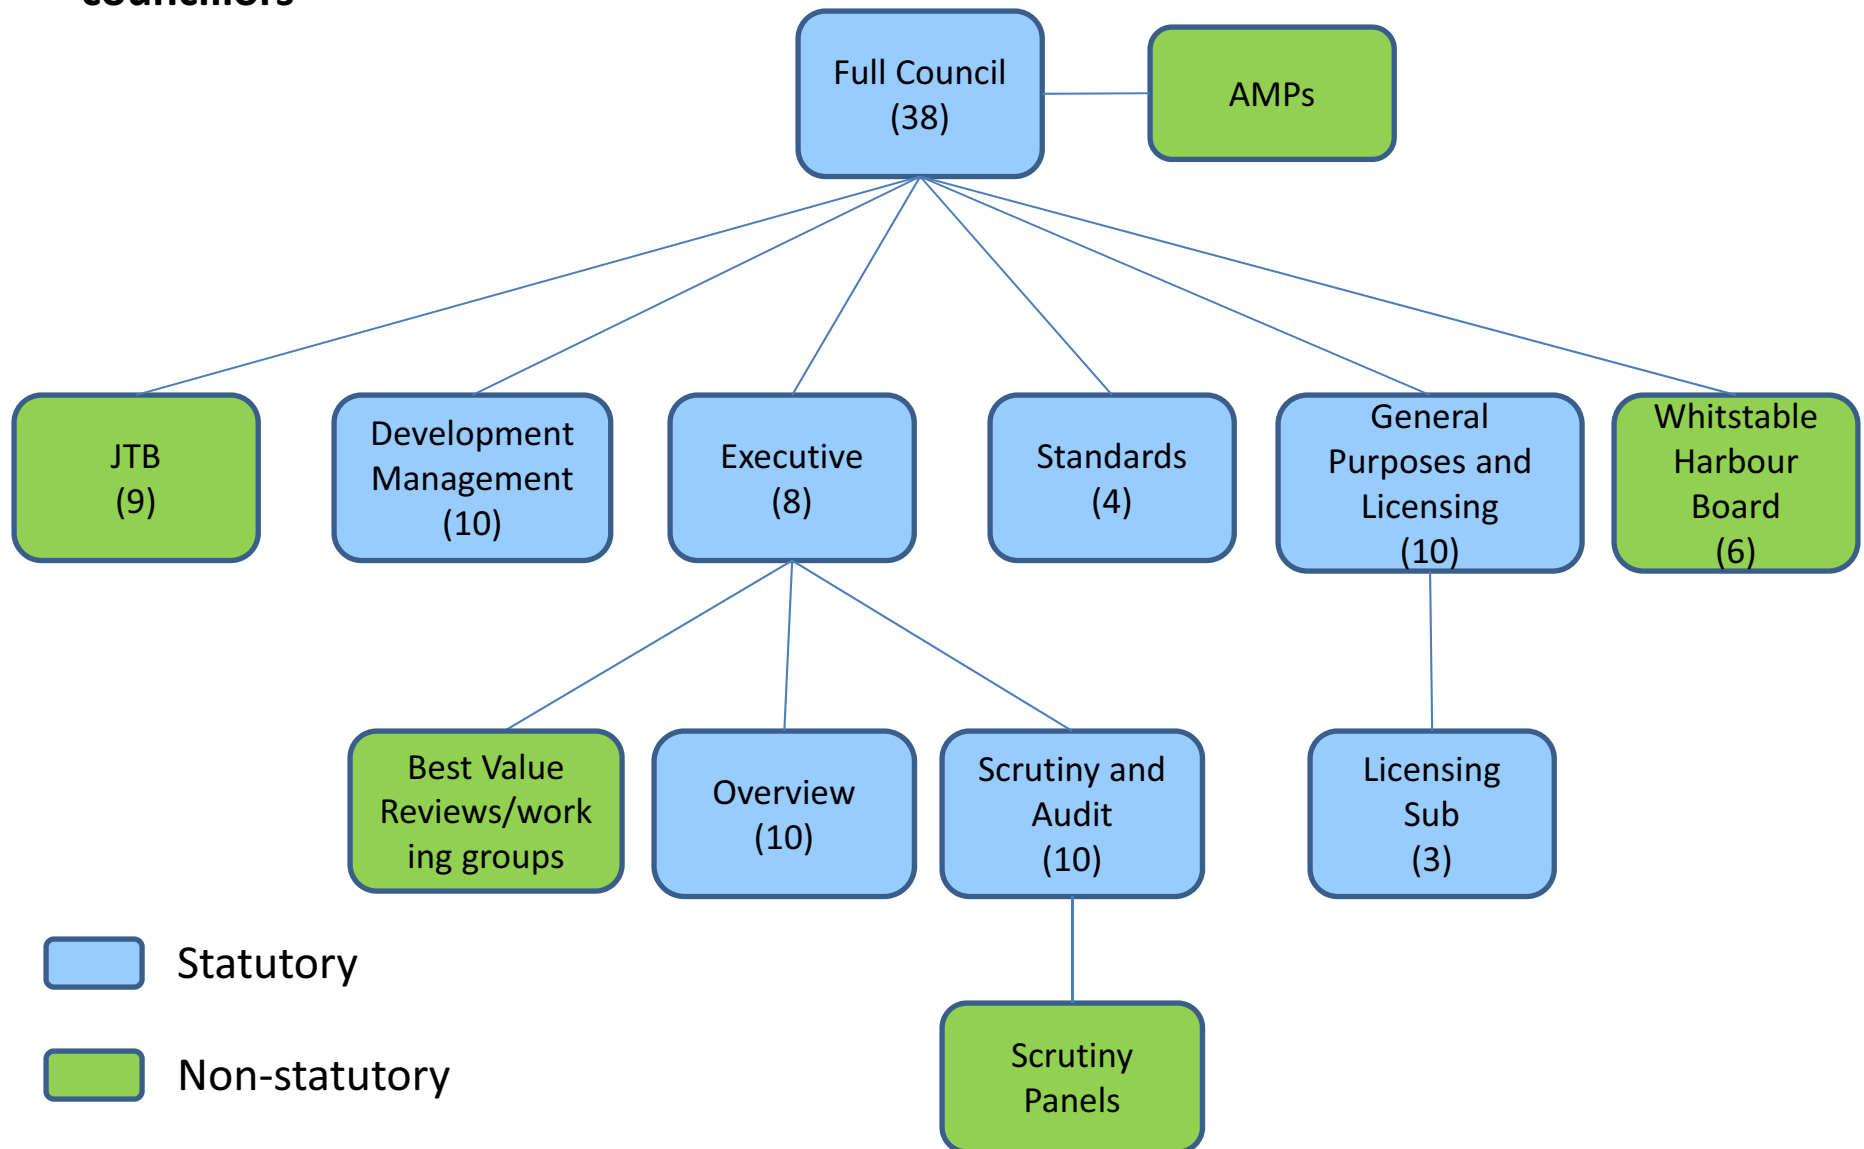 councillors
Full Council
(38)
AMPs
JTB
(9)
Development
Management
(10)
Executive
(8)
Standards
(4)
General
Purposes and
Licensing
(10)
Whitstable
Harbour
Board
(6)
Best Value
Reviews/work
ing groups
Overview
(10)
Scrutiny and
Audit
(10)
Licensing
Sub
(3)
Statutory
Non-statutory
Scrutiny
Panels